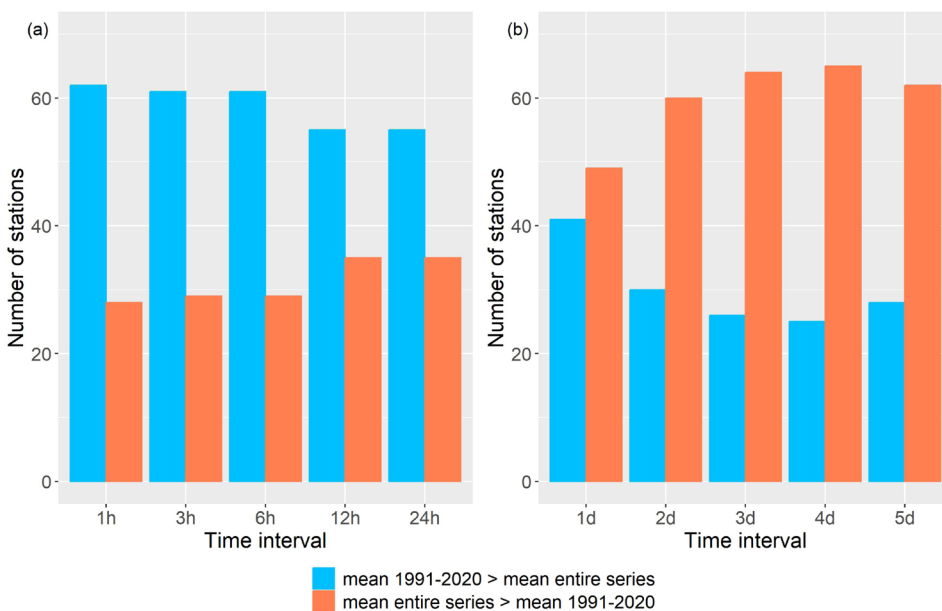 (a)
Number of stations
60
40
20
0
1h 3h 6h 12h 24h
Time interval
(b)
Number of stations
60
40
20
0
1d 2d 3d 4d 5d
Time interval
mean 1991-2020 > mean entire series
mean entire series > mean 1991-2020